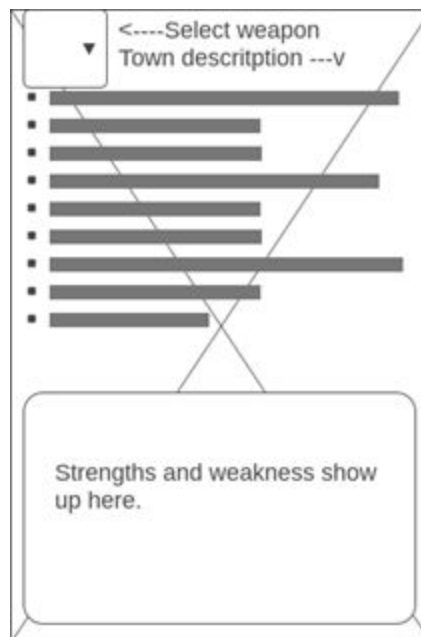 <----Select weapon
Town descritption ---v
Strengths and weakness show
up here.